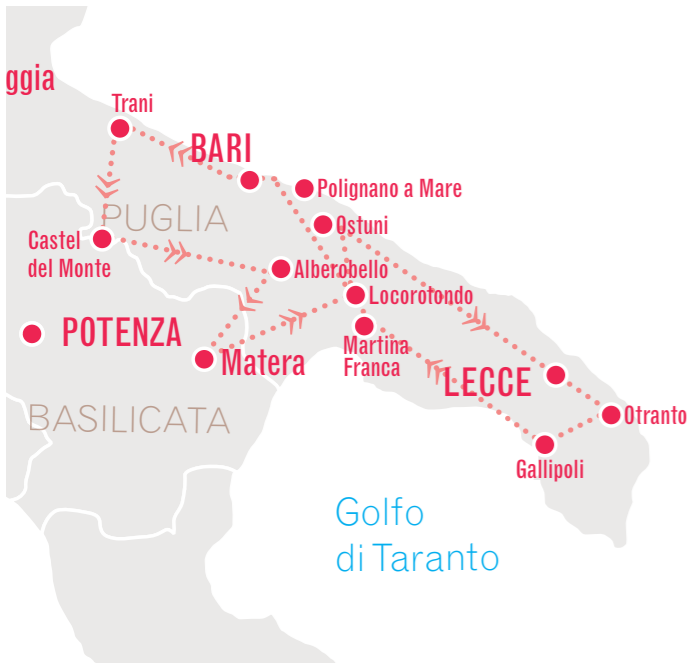 ggia
Trani
BARI
Polignano a Mare
PUGLIA
Ostuni
Castel
del Monte
Alberobello
Locorotondo
POTENZA
Martina
Franca
Matera
LECCE
BASILICATA
Otranto
Gallipoli
Golfo
di Taranto